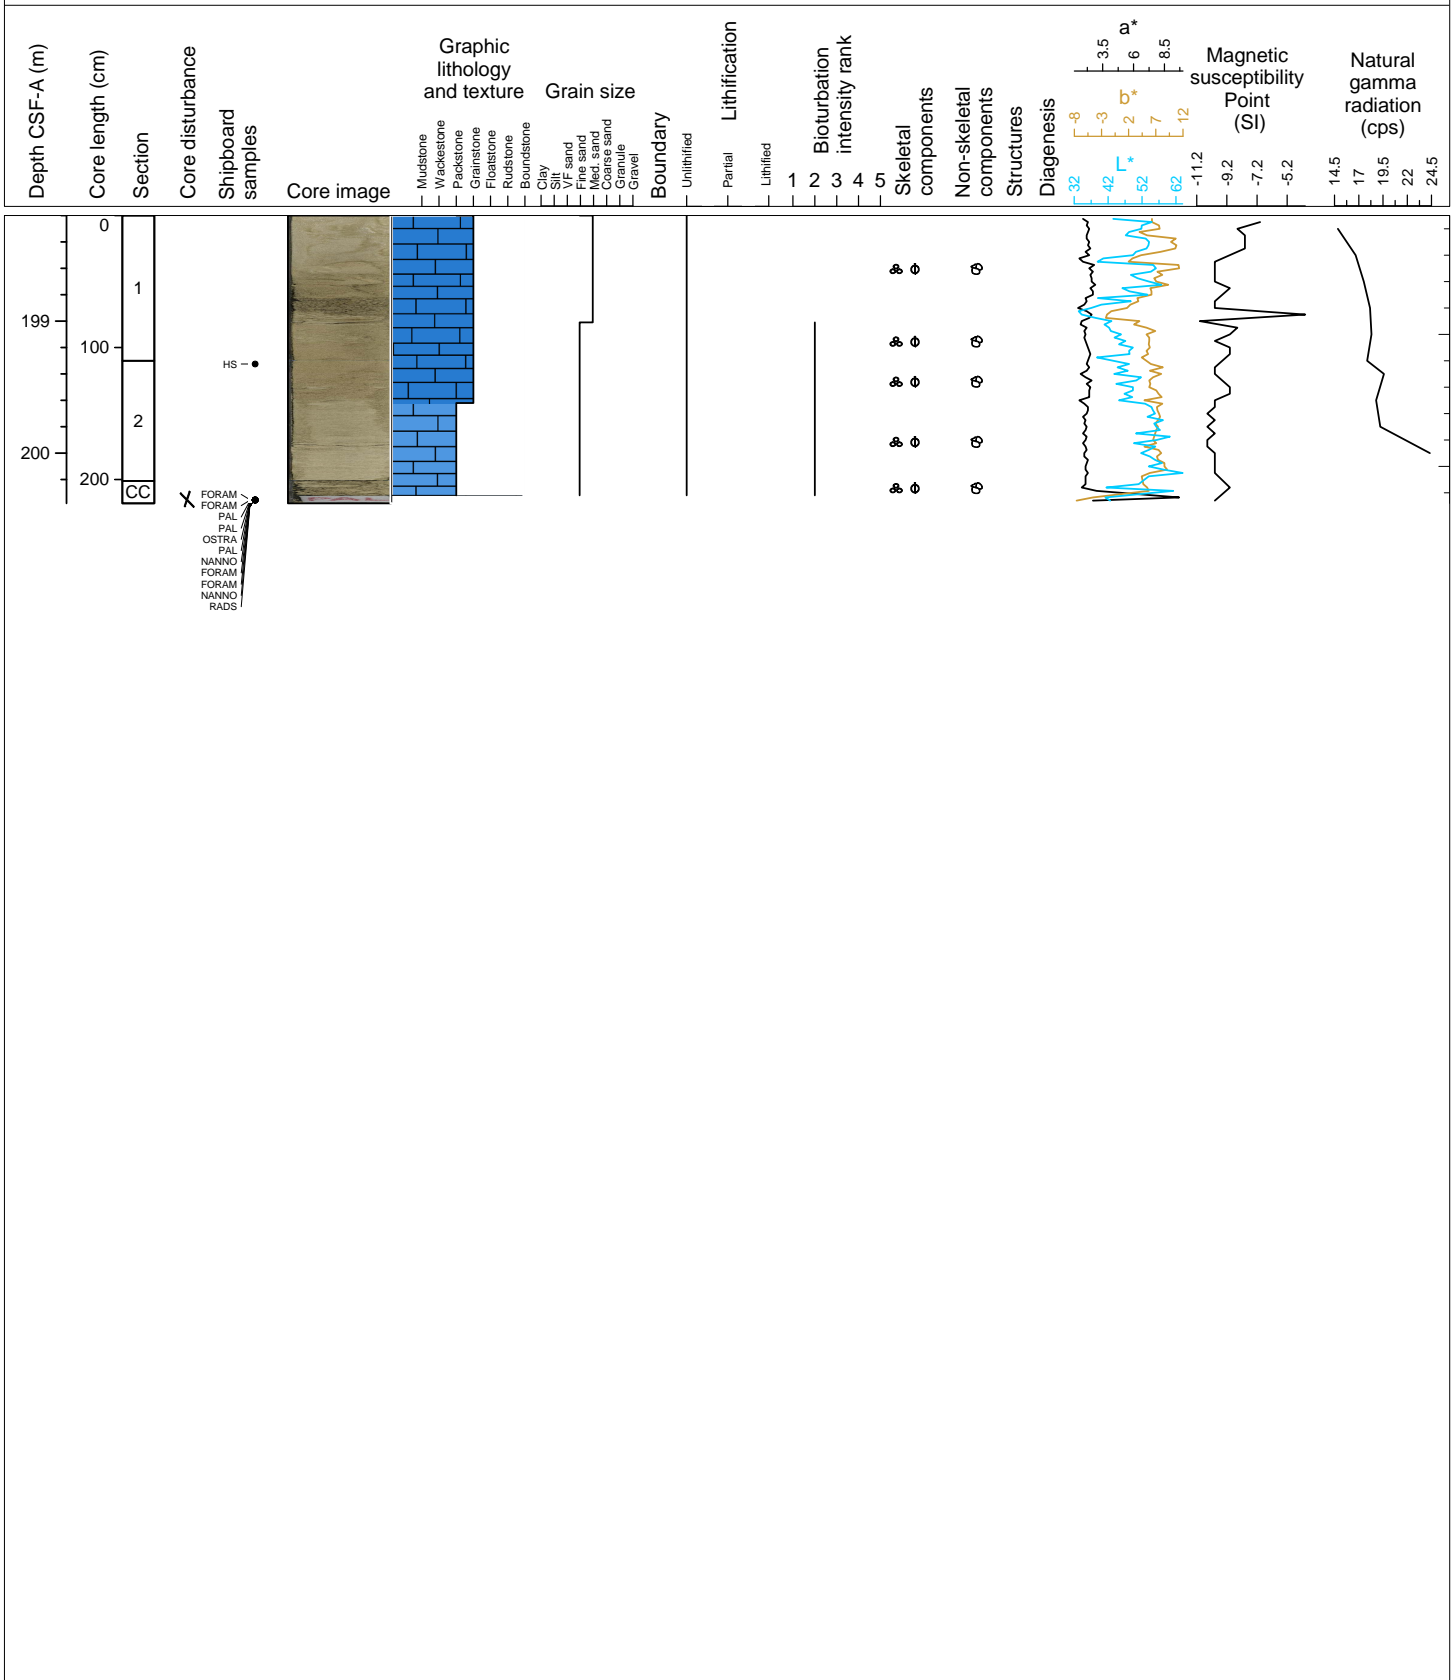 Depth CSF-A (m)
Core length (cm)
Section
Core disturbance
Shipboard
samples
Core image
Graphic
lithology
and texture
Mudstone
Wackestone
Packstone
Grainstone
Floatstone
Rudstone
Boundstone
Grain size
Clay
Silt
VF sand
Fine sand
Med. sand
Coarse sand
Granule
Gravel
Boundary
Lithification
Unlithified
Partial
Lithified
Bioturbation
intensity rank
1 2 3 4 5
Skeletal
components
Non-skeletal
components
Structures
Diagenesis
a*
3.5 6 8.5
b*
-8 -3 2 7 12
L*
32 42 52 62
Magnetic
susceptibility
Point
(SI)
-11.2 -9.2 -7.2 -5.2
Natural
gamma
radiation
(cps)
14.5 17 19.5 22 24.5
0
1
199
100
HS
2
200
200
CC
FORAM
FORAM
PAL
PAL
OSTRA
PAL
NANNO
FORAM
FORAM
NANNO
RADS